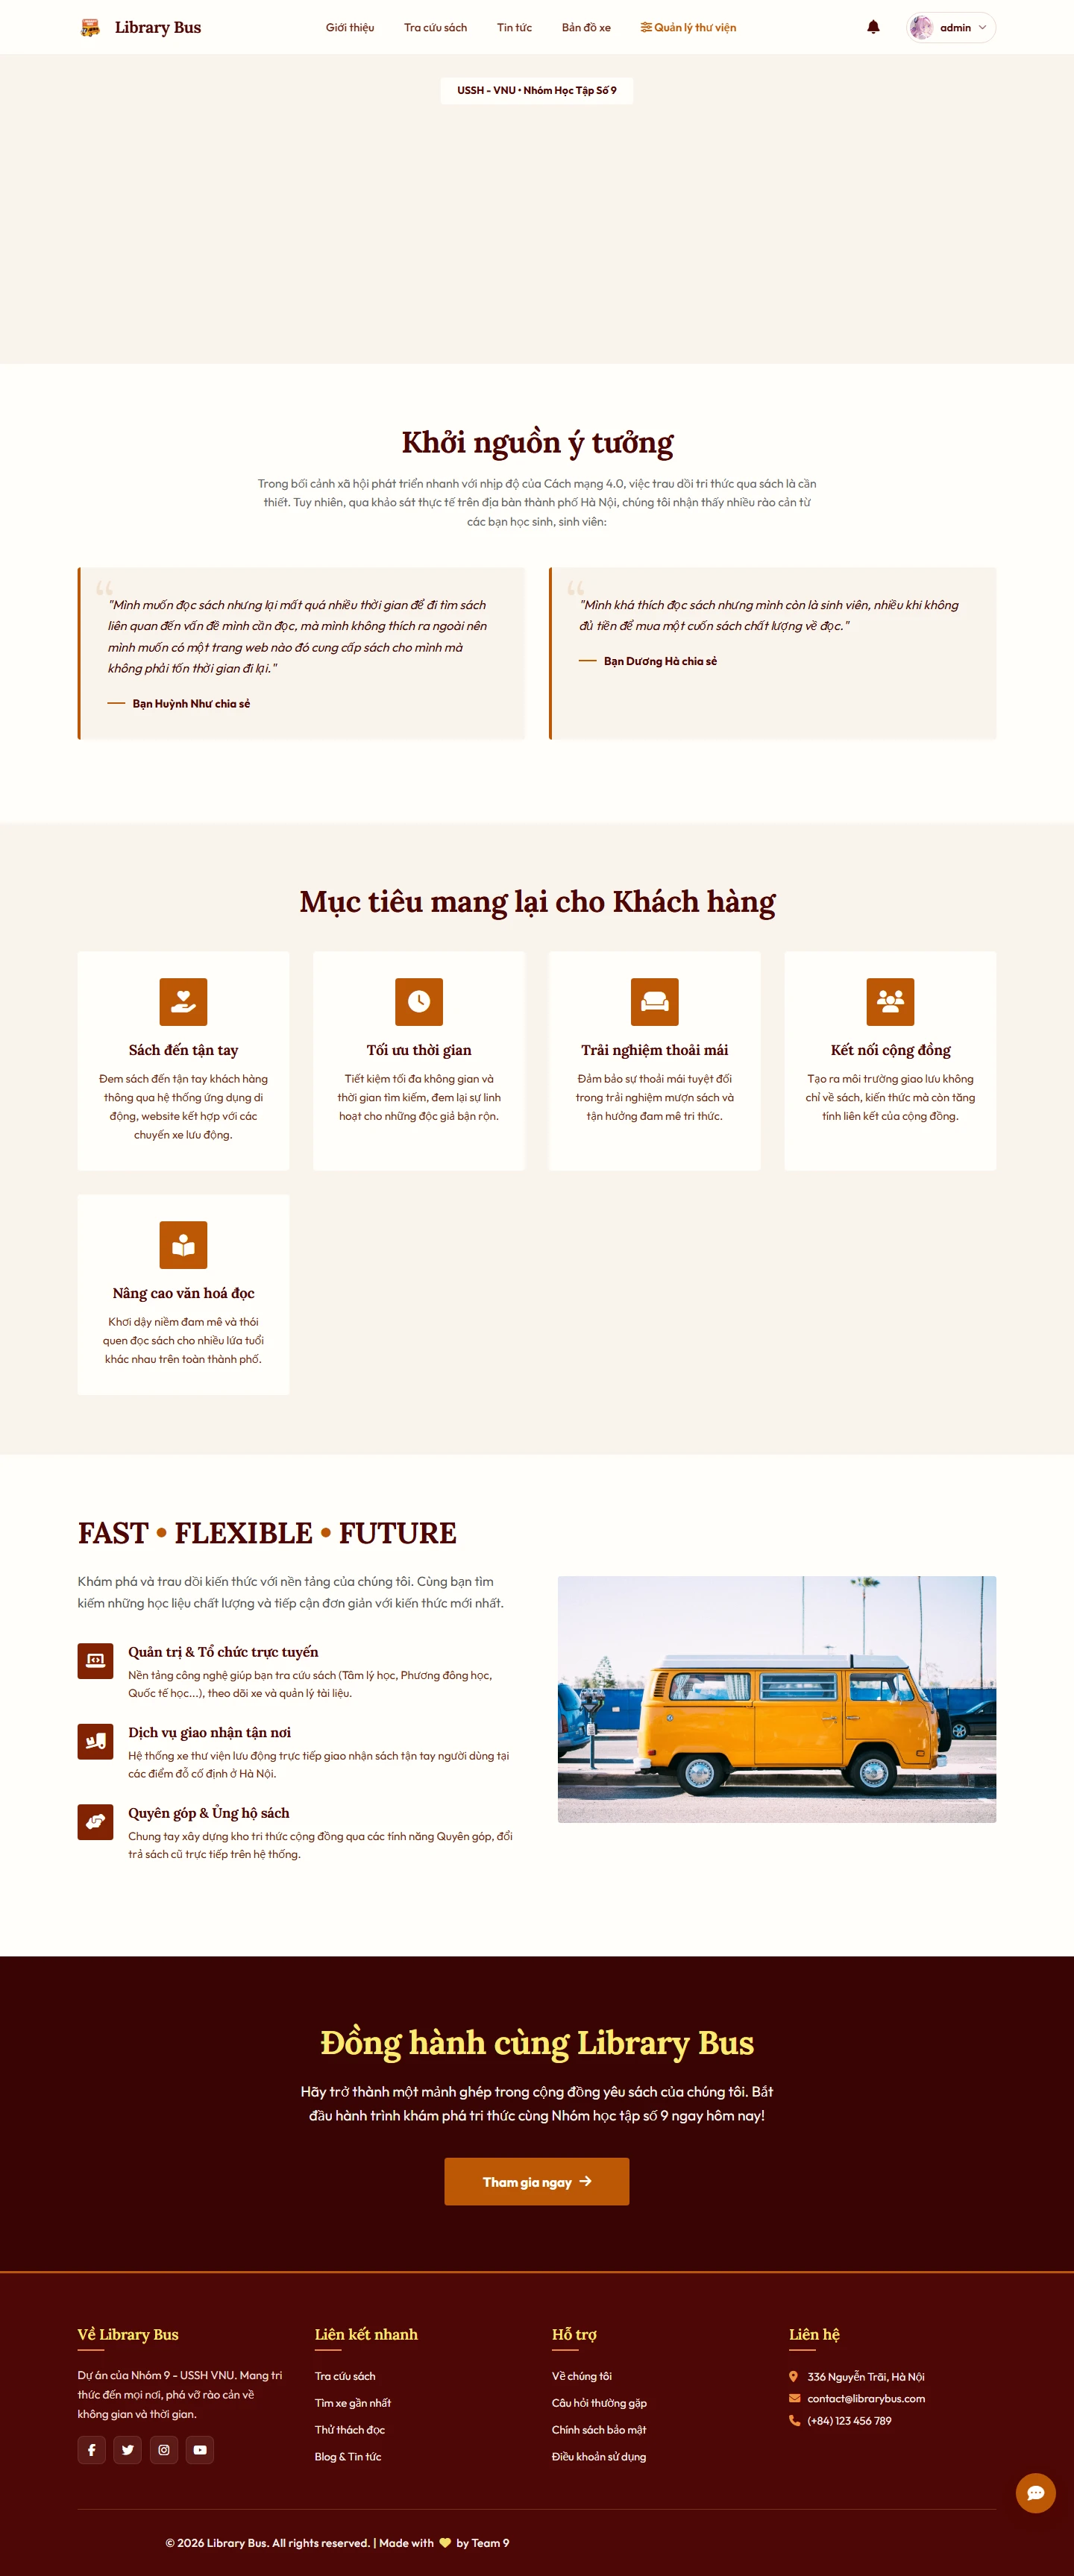 Library Bus
Giới thiệu
Tra cứu sách
Tin tức
Bản đồ xe
Quản lý thư viện
admin
USSH - VNU • Nhóm Học Tập Số 9
Khởi nguồn ý tưởng
Trong bối cảnh xã hội phát triển nhanh với nhịp độ của Cách mạng 4.0, việc trau dồi tri thức qua sách là cần
thiết. Tuy nhiên, qua khảo sát thực tế trên địa bàn thành phố Hà Nội, chúng tôi nhận thấy nhiều rào cản từ
các bạn học sinh, sinh viên:
"Mình muốn đọc sách nhưng lại mất quá nhiều thời gian để đi tìm sách
liên quan đến vấn đề mình cần đọc, mà mình không thích ra ngoài nên
mình muốn có một trang web nào đó cung cấp sách cho mình mà
không phải tốn thời gian đi lại."
Bạn Huỳnh Như chia sẻ
"Mình khá thích đọc sách nhưng mình còn là sinh viên, nhiều khi không
đủ tiền để mua một cuốn sách chất lượng về đọc."
Bạn Dương Hà chia sẻ
Mục tiêu mang lại cho Khách hàng
Sách đến tận tay
Đem sách đến tận tay khách hàng
thông qua hệ thống ứng dụng di
động, website kết hợp với các
chuyến xe lưu động.
Tối ưu thời gian
Tiết kiệm tối đa không gian và
thời gian tìm kiếm, đem lại sự linh
hoạt cho những độc giả bận rộn.
Trải nghiệm thoải mái
Đảm bảo sự thoải mái tuyệt đối
trong trải nghiệm mượn sách và
tận hưởng đam mê tri thức.
Kết nối cộng đồng
Tạo ra môi trường giao lưu không
chỉ về sách, kiến thức mà còn tăng
tính liên kết của cộng đồng.
Nâng cao văn hoá đọc
Khơi dậy niềm đam mê và thói
quen đọc sách cho nhiều lứa tuổi
khác nhau trên toàn thành phố.
FAST • FLEXIBLE • FUTURE
Khám phá và trau dồi kiến thức với nền tảng của chúng tôi. Cùng bạn tìm
kiếm những học liệu chất lượng và tiếp cận đơn giản với kiến thức mới nhất.
Quản trị & Tổ chức trực tuyến
Nền tảng công nghệ giúp bạn tra cứu sách (Tâm lý học, Phương đông học,
Quốc tế học...), theo dõi xe và quản lý tài liệu.
Dịch vụ giao nhận tận nơi
Hệ thống xe thư viện lưu động trực tiếp giao nhận sách tận tay người dùng tại
các điểm đỗ cố định ở Hà Nội.
Quyên góp & Ủng hộ sách
Chung tay xây dựng kho tri thức cộng đồng qua các tính năng Quyên góp, đổi
trả sách cũ trực tiếp trên hệ thống.
Đồng hành cùng Library Bus
Hãy trở thành một mảnh ghép trong cộng đồng yêu sách của chúng tôi. Bắt
đầu hành trình khám phá tri thức cùng Nhóm học tập số 9 ngay hôm nay!
Tham gia ngay
Về Library Bus
Dự án của Nhóm 9 - USSH VNU. Mang tri
thức đến mọi nơi, phá vỡ rào cản về
không gian và thời gian.
Liên kết nhanh
Tra cứu sách
Tìm xe gần nhất
Thử thách đọc
Blog & Tin tức
Hỗ trợ
Về chúng tôi
Câu hỏi thường gặp
Chính sách bảo mật
Điều khoản sử dụng
Liên hệ
336 Nguyễn Trãi, Hà Nội
contact@librarybus.com
(+84) 123 456 789
© 2026 Library Bus. All rights reserved. | Made with by Team 9